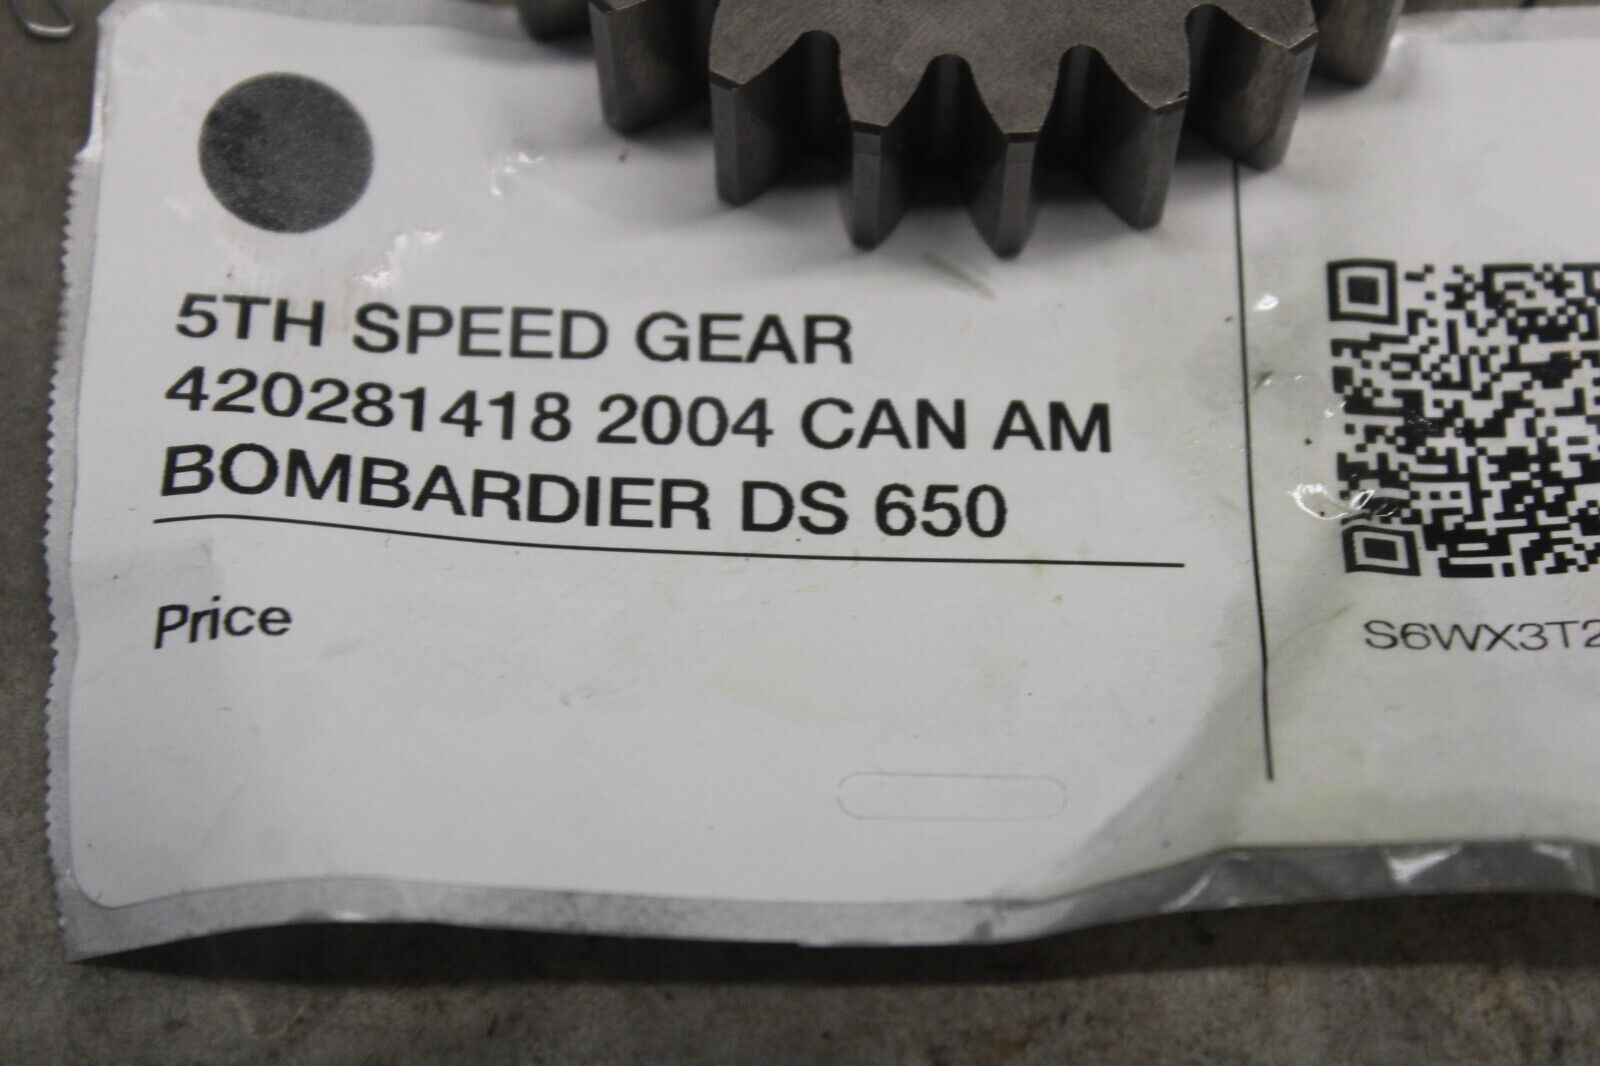 5TH SPEED GEAR
420281418 2004 CAN AM
BOMBARDIER DS 650
Price
S6WX3T2